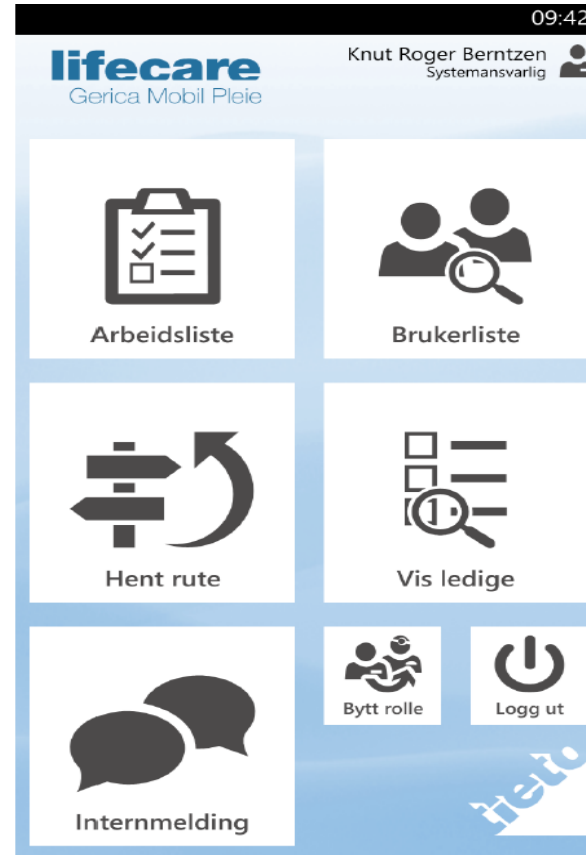 09:42
lifecare
Gerica Mobil Pleie
Knut Roger Berntzen
Systemansvarlig
Arbeidsliste
Brukerliste
Hent rute
Vis ledige
Bytt rolle
Logg ut
Internmelding
tieto